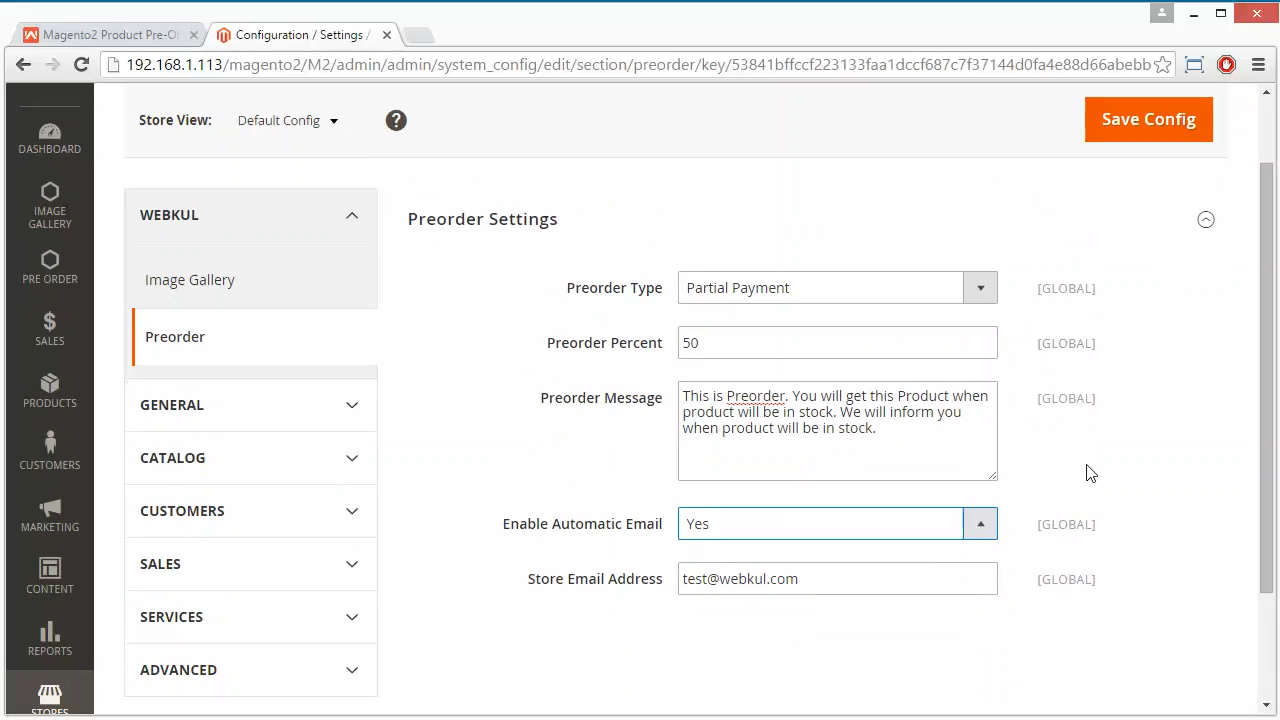 Magento2 Product Pre-O
Configuration / Settings /
192.168.1.113/magento2/M2/admin/admin/system_config/edit/section/preorder/key/53841bffccf223133faa1dccf687c7f37144d0fa4e88d66abebb
Store View:
Default Config
?
Save Config
DASHBOARD
IMAGE
GALLERY
PRE ORDER
SALES
PRODUCTS
CUSTOMERS
MARKETING
CONTENT
REPORTS
STORES
WEBKUL
Image Gallery
Preorder
GENERAL
CATALOG
CUSTOMERS
SALES
SERVICES
ADVANCED
Preorder Settings
Preorder Type
Partial Payment
[GLOBAL]
Preorder Percent
50
[GLOBAL]
Preorder Message
This is Preorder. You will get this Product when
product will be in stock. We will inform you
when product will be in stock.
[GLOBAL]
Enable Automatic Email
Yes
[GLOBAL]
Store Email Address
test@webkul.com
[GLOBAL]